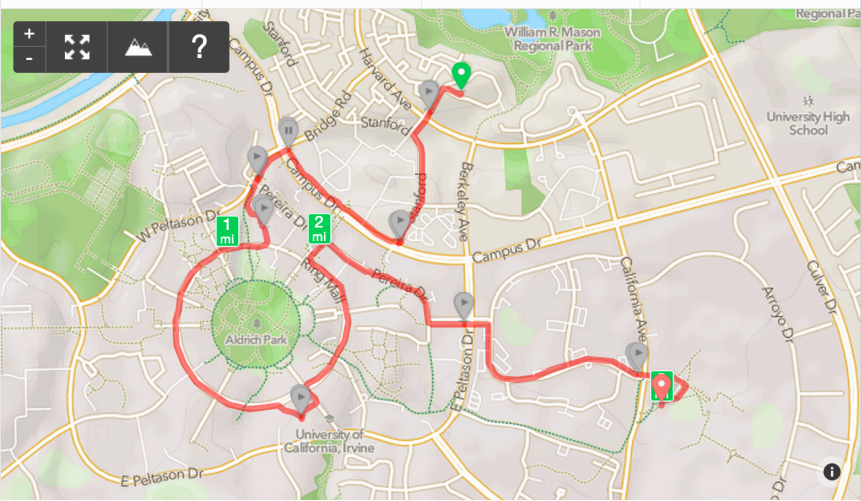 +
-
?
William R. Mason
Regional Park
Regional Pa
University High
School
Stanford
Campus Dr
Harvard Ave
Bridge Rd
Stanford
Campus Dr
Berkeley Ave
Can
Pereira Dr
W Peltason Dr
1
mi
2
mi
Campus Dr
Ring Mall
Pereira Dr
California Ave
Culver Dr
Arroyo Dr
Aldrich Park
E Peltason Dr
University of
California, Irvine
E Peltason Dr
Dr
i